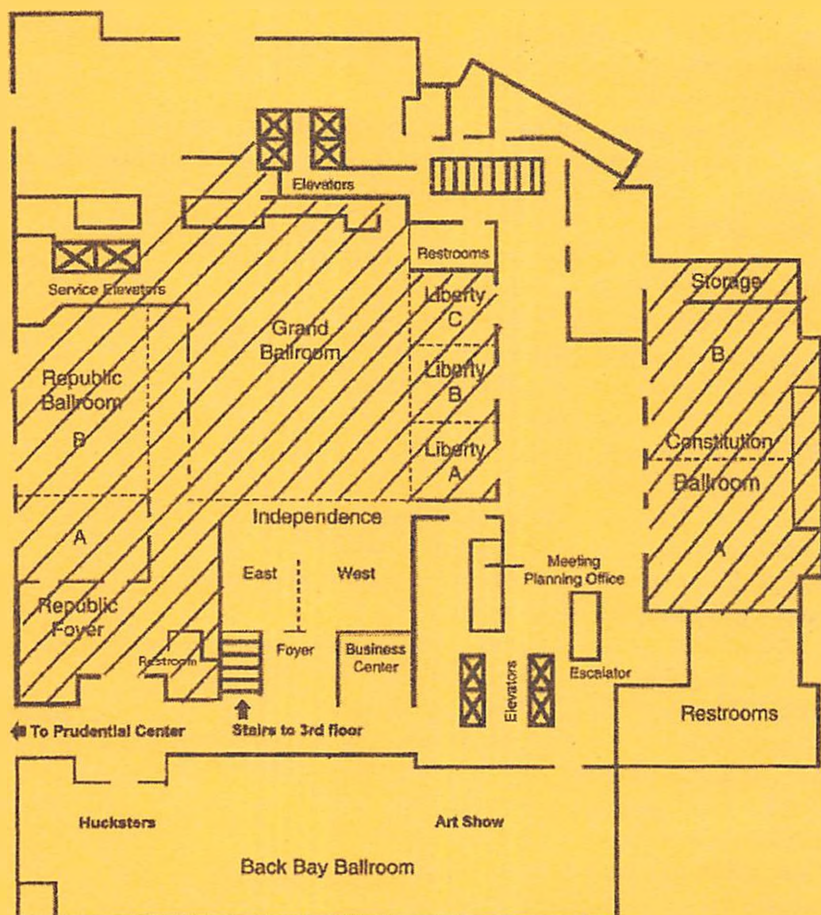 Elevators
Restrooms
Service Elevators
Storage
Liberty
C
Grand
Ballroom
B
Liberty
B
Republic
Ballroom
B
Constitution
Liberty
A
Ballroom
Independence
A
A
East
West
Meeting
Planning Office
Republic
Foyer
Restroom
Foyer
Business
Center
Elevators
Escalator
Restrooms
To Prudential Center
Stairs to 3rd floor
Hucksters
Art Show
Back Bay Ballroom